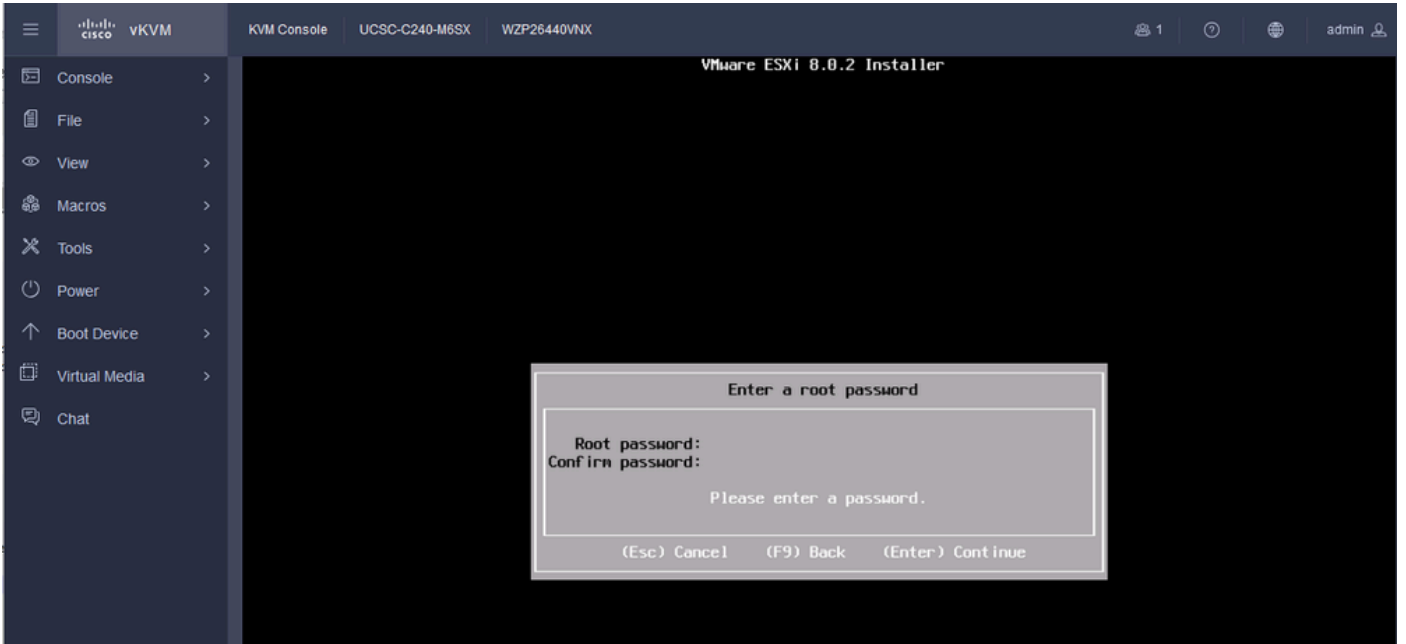 cisco vKVM KVM Console UCSC-C240-M6SX WZP26440VNX 1 admin
Console
File
View
Macros
Tools
Power
Boot Device
Virtual Media
Chat
VMware ESXi 8.0.2 Installer
Enter a root password
Root password:
Confirm password:
Please enter a password.
(Esc) Cancel (F9) Back (Enter) Continue